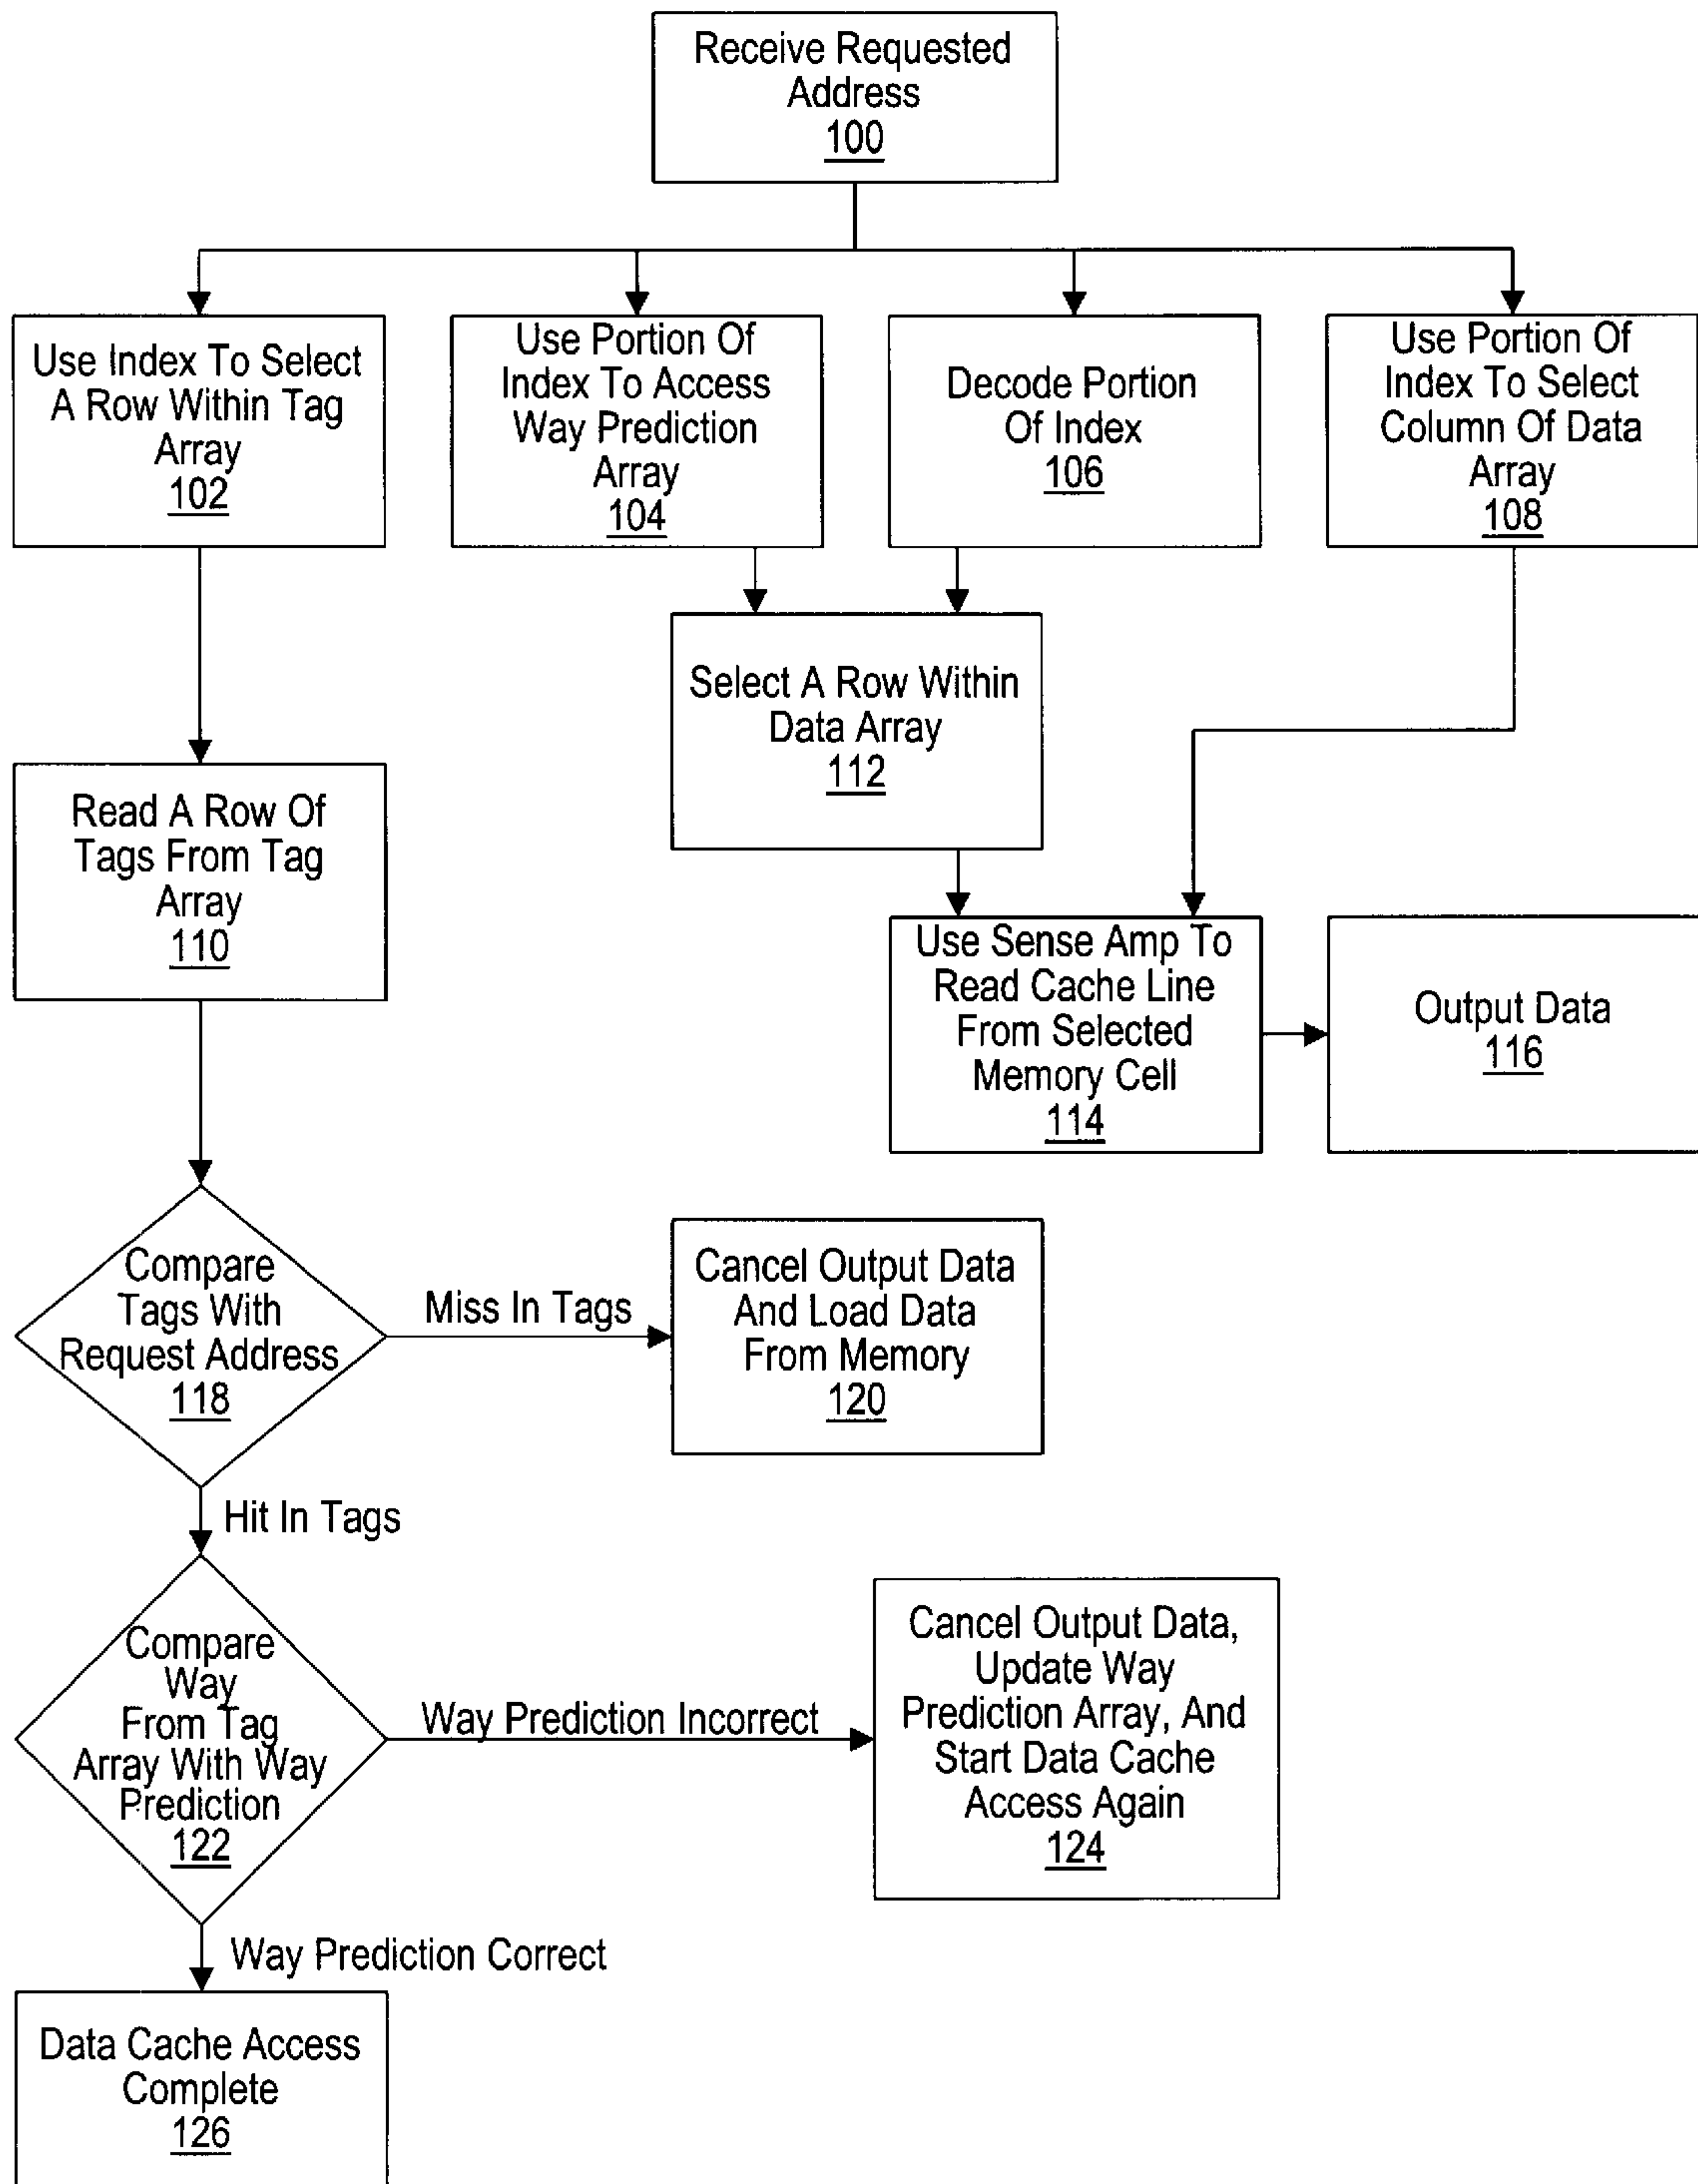 Receive Requested
Address
100
Use Index To Select
A Row Within Tag
Array
102
Use Portion Of
Index To Access
Way Prediction
Array
104
Decode Portion
Of Index
106
Use Portion Of
Index To Select
Column Of Data
Array
108
Select A Row Within
Data Array
112
Read A Row Of
Tags From Tag
Array
110
Use Sense Amp To
Read Cache Line
From Selected
Memory Cell
114
Output Data
116
Compare
Tags With
Request Address
118
Miss In Tags
Cancel Output Data
And Load Data
From Memory
120
Hit In Tags
Compare
Way
From Tag
Array With Way
Prediction
122
Way Prediction Incorrect
Cancel Output Data,
Update Way
Prediction Array, And
Start Data Cache
Access Again
124
Way Prediction Correct
Data Cache Access
Complete
126